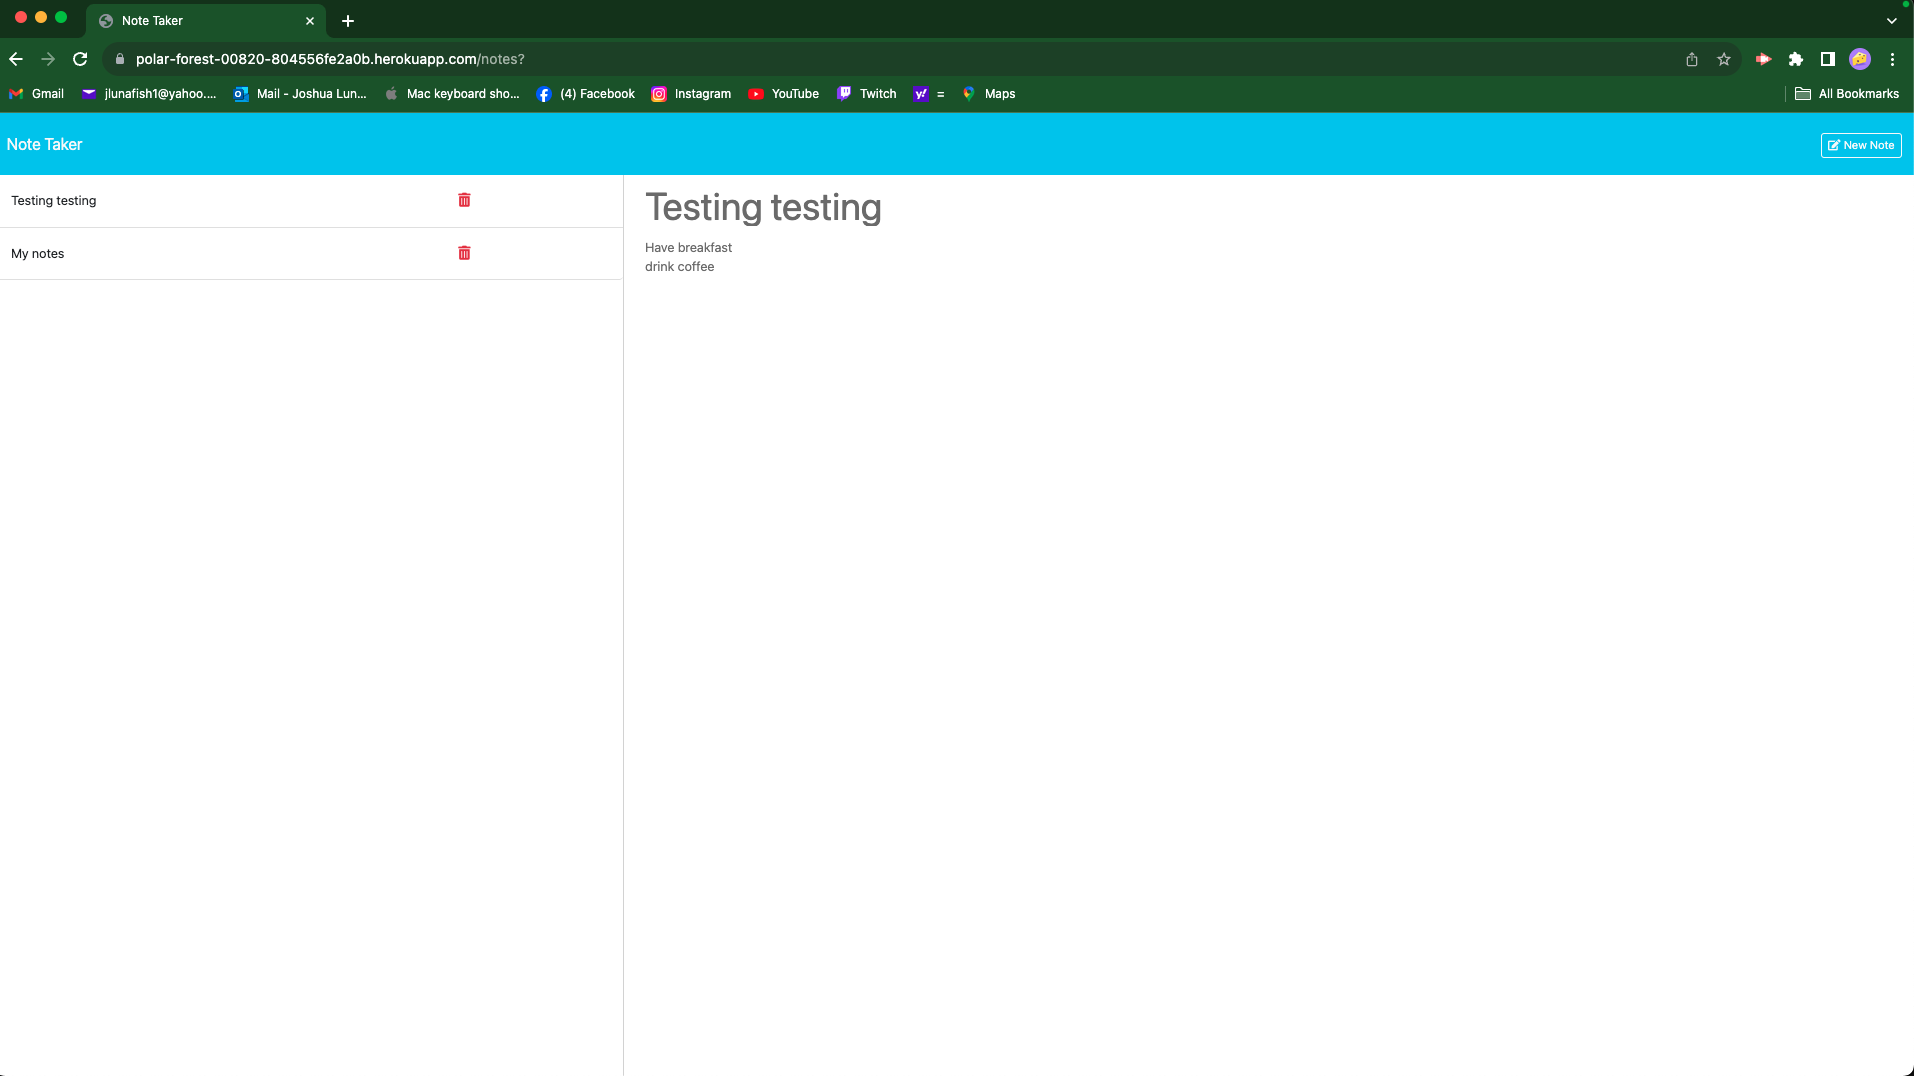 Note Taker
polar-forest-00820-804556fe2a0b.herokuapp.com/notes?
Gmail jlunafish1@yahoo.... Mail - Joshua Lun... Mac keyboard sho... (4) Facebook Instagram YouTube Twitch = Maps All Bookmarks
Note Taker New Note
Testing testing
My notes
Testing testing
Have breakfast
drink coffee